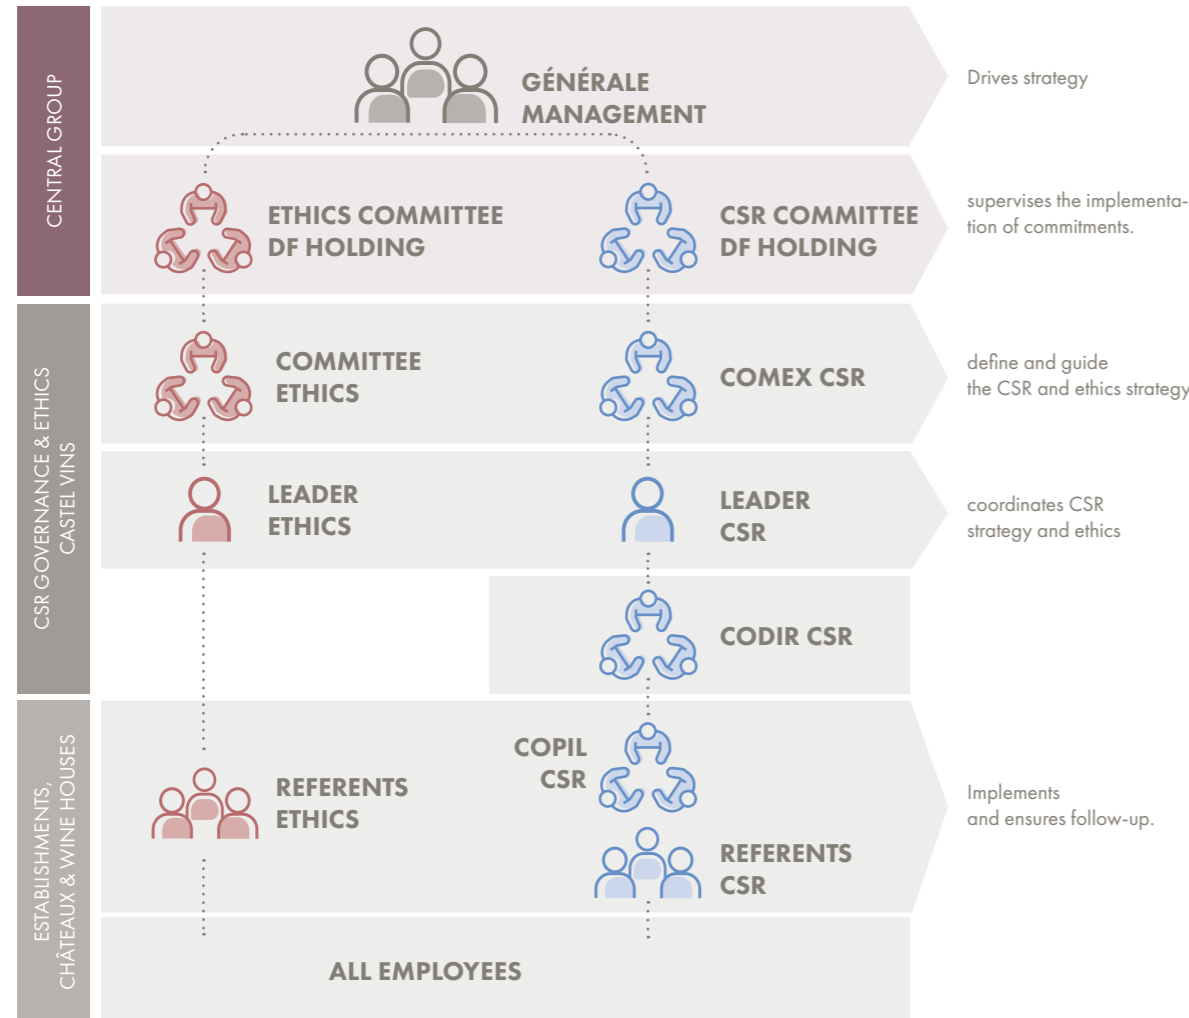 CENTRAL GROUP
GÉNÉRALE
MANAGEMENT
Drives strategy
ETHICS COMMITTEE
DF HOLDING
CSR COMMITTEE
DF HOLDING
supervises the implementa-
tion of commitments.
CSR GOVERNANCE & ETHICS
CASTEL VINS
COMMITTEE
ETHICS
COMEX CSR
define and guide
the CSR and ethics strategy
LEADER
ETHICS
LEADER
CSR
coordinates CSR
strategy and ethics
CODIR CSR
ESTABLISHMENTS,
CHÂTEAUX & WINE HOUSES
REFERENTS
ETHICS
COPIL
CSR
REFERENTS
CSR
Implements
and ensures follow-up.
ALL EMPLOYEES